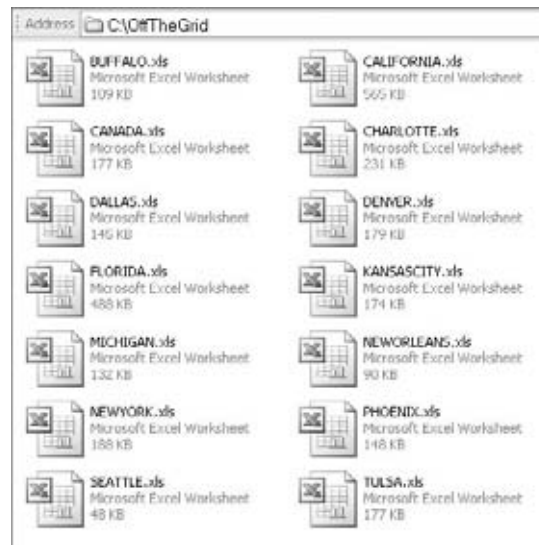 Address C:\OffTheGrid
BUFFALO.xls
Microsoft Excel Worksheet
109 KB
CALIFORNIA.xls
Microsoft Excel Worksheet
565 KB
CANADA.xls
Microsoft Excel Worksheet
177 KB
CHARLOTTE.xls
Microsoft Excel Worksheet
231 KB
DALLAS.xls
Microsoft Excel Worksheet
145 KB
DENVER.xls
Microsoft Excel Worksheet
179 KB
FLORIDA.xls
Microsoft Excel Worksheet
488 KB
KANSASCITY.xls
Microsoft Excel Worksheet
174 KB
MICHIGAN.xls
Microsoft Excel Worksheet
132 KB
NEWORLEANS.xls
Microsoft Excel Worksheet
90 KB
NEWYORK.xls
Microsoft Excel Worksheet
188 KB
PHOENIX.xls
Microsoft Excel Worksheet
148 KB
SEATTLE.xls
Microsoft Excel Worksheet
48 KB
TULSA.xls
Microsoft Excel Worksheet
177 KB